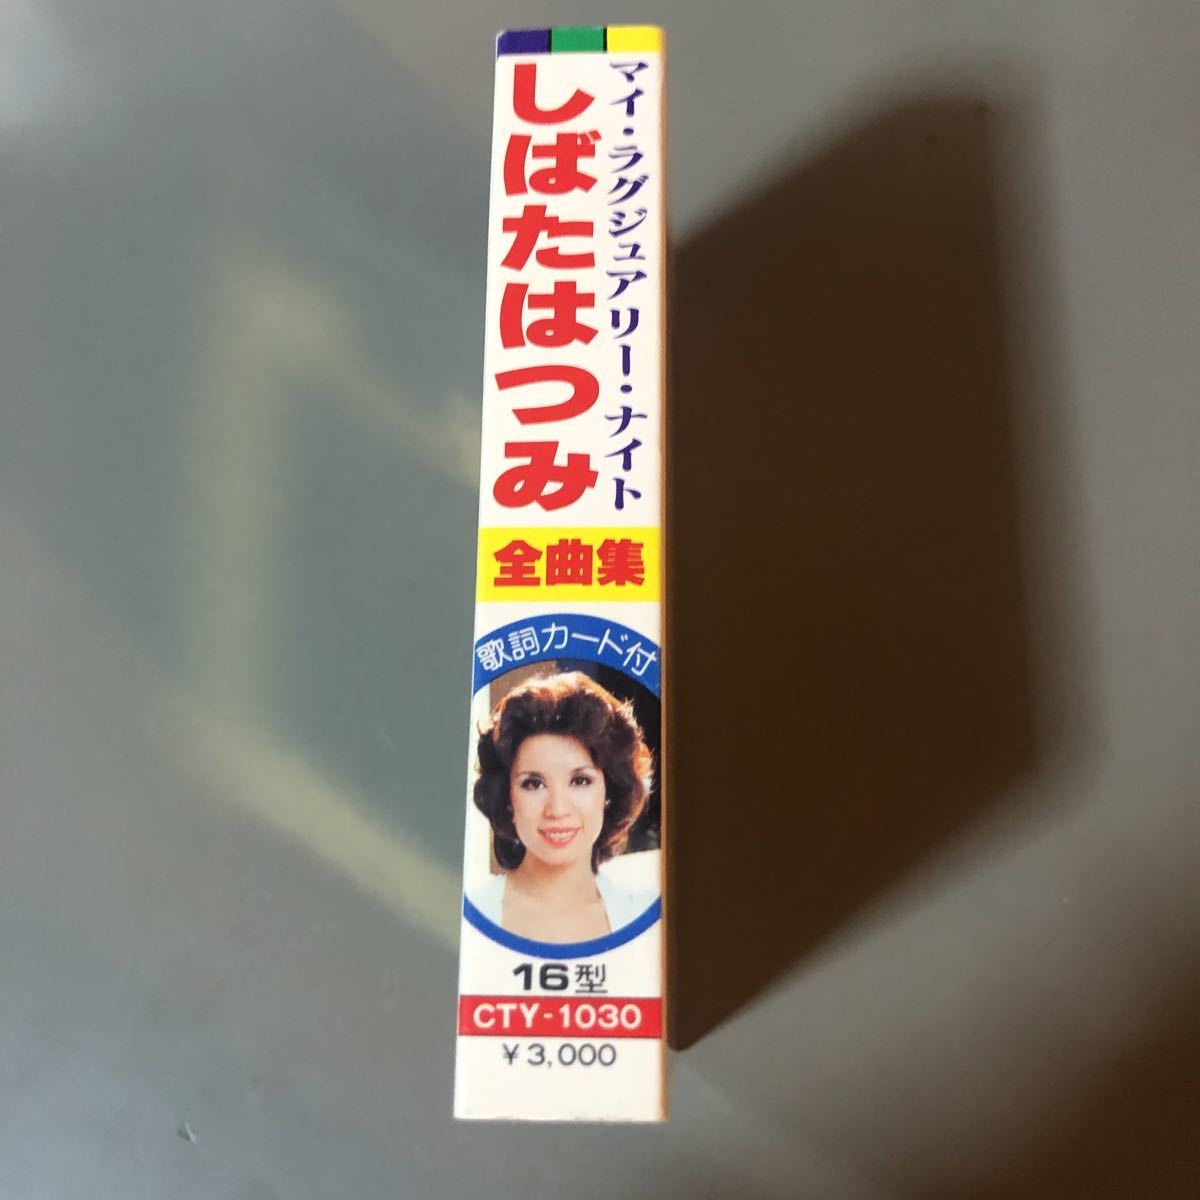 マイ・ラグジュアリー・ナイト
しばたはつみ
全曲集
歌詞カード付
16型
CTY-1030
¥3,000